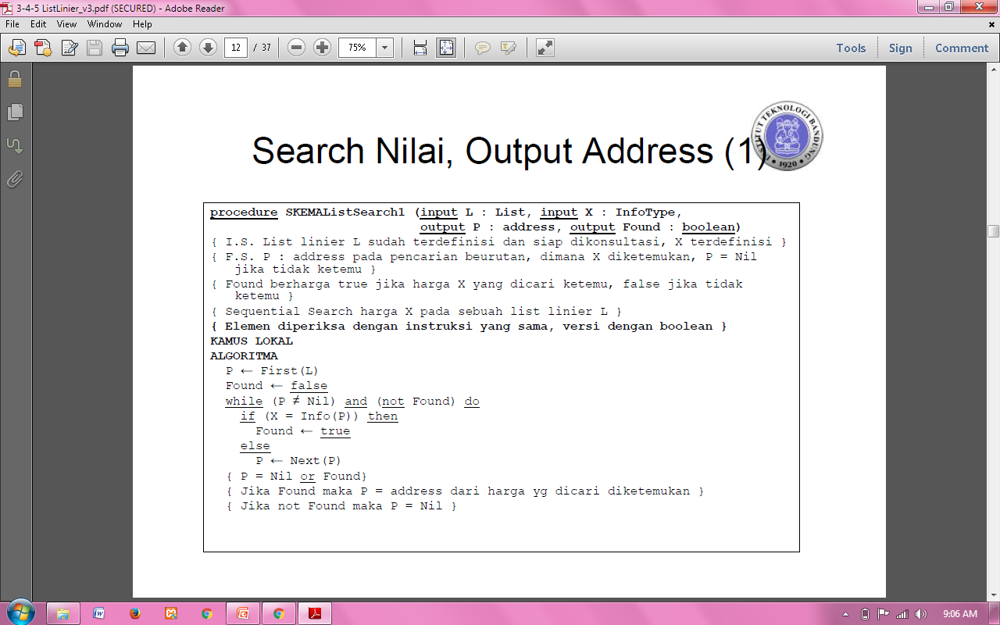 3-4-5 ListLinier_v3.pdf (SECURED) - Adobe Reader
File Edit View Window Help
12 / 37 75% Tools Sign Comment
INSTITUT TEKNOLOGI BANDUNG
• 1920 •
Search Nilai, Output Address (1)
procedure SKEMAListSearch1 (input L : List, input X : InfoType,
output P : address, output Found : boolean)
{ I.S. List linier L sudah terdefinisi dan siap dikonsultasi, X terdefinisi }
{ F.S. P : address pada pencarian beurutan, dimana X diketemukan, P = Nil
jika tidak ketemu }
{ Found berharga true jika harga X yang dicari ketemu, false jika tidak
ketemu }
{ Sequential Search harga X pada sebuah list linier L }
{ Elemen diperiksa dengan instruksi yang sama, versi dengan boolean }
KAMUS LOKAL
ALGORITMA
P ← First(L)
Found ← false
while (P ≠ Nil) and (not Found) do
if (X = Info(P)) then
Found ← true
else
P ← Next(P)
{ P = Nil or Found}
{ Jika Found maka P = address dari harga yg dicari diketemukan }
{ Jika not Found maka P = Nil }
9:06 AM